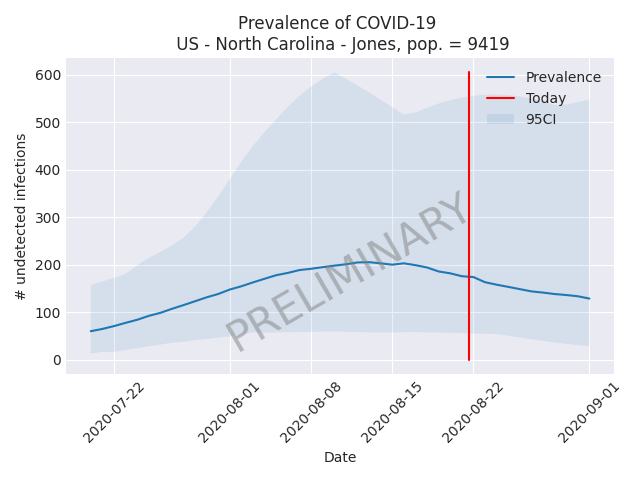 Prevalence of COVID-19
US - North Carolina - Jones, pop. = 9419
600
500
400
300
200
100
0
# undetected infections
Prevalence
Today
95CI
PRELIMINARY
2020-07-22
2020-08-01
2020-08-08
2020-08-15
2020-08-22
2020-09-01
Date